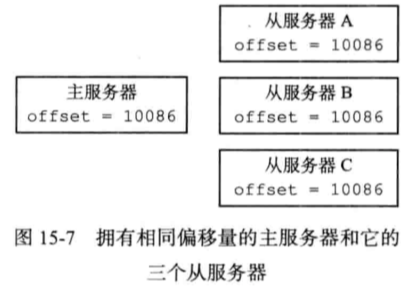 从服务器 A
offset = 10086
主服务器
offset = 10086
从服务器 B
offset = 10086
从服务器 C
offset = 10086
图 15-7 拥有相同偏移量的主服务器和它的
三个从服务器